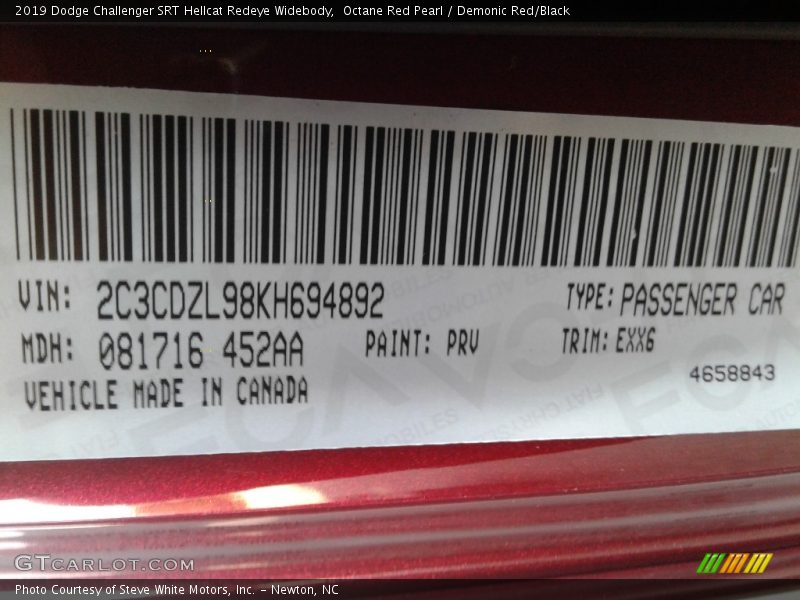 2019 Dodge Challenger SRT Hellcat Redeye Widebody,  Octane Red Pearl / Demonic Red/Black
VIN: 2C3CDZL98KH694892
TYPE: PASSENGER CAR
MDH: 081716 452AA
PAINT: PRV
TRIM: EXX6
4658843
VEHICLE MADE IN CANADA
GTCARLOT.COM
Photo Courtesy of Steve White Motors, Inc. – Newton, NC